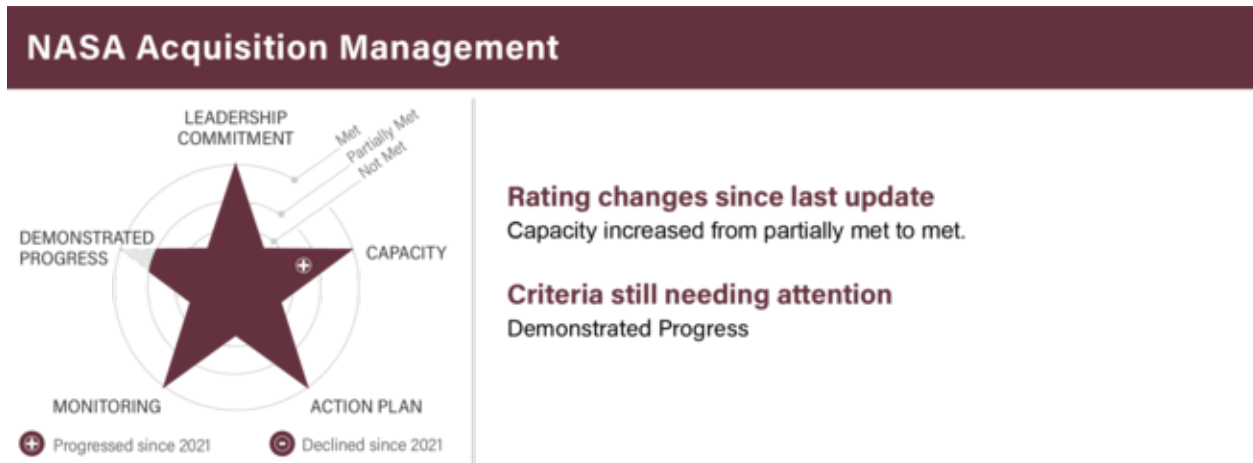 NASA Acquisition Management
LEADERSHIP
COMMITMENT
Met
Partially Met
Not Met
DEMONSTRATED
PROGRESS
CAPACITY
MONITORING
ACTION PLAN
Progressed since 2021
Declined since 2021
Rating changes since last update
Capacity increased from partially met to met.
Criteria still needing attention
Demonstrated Progress